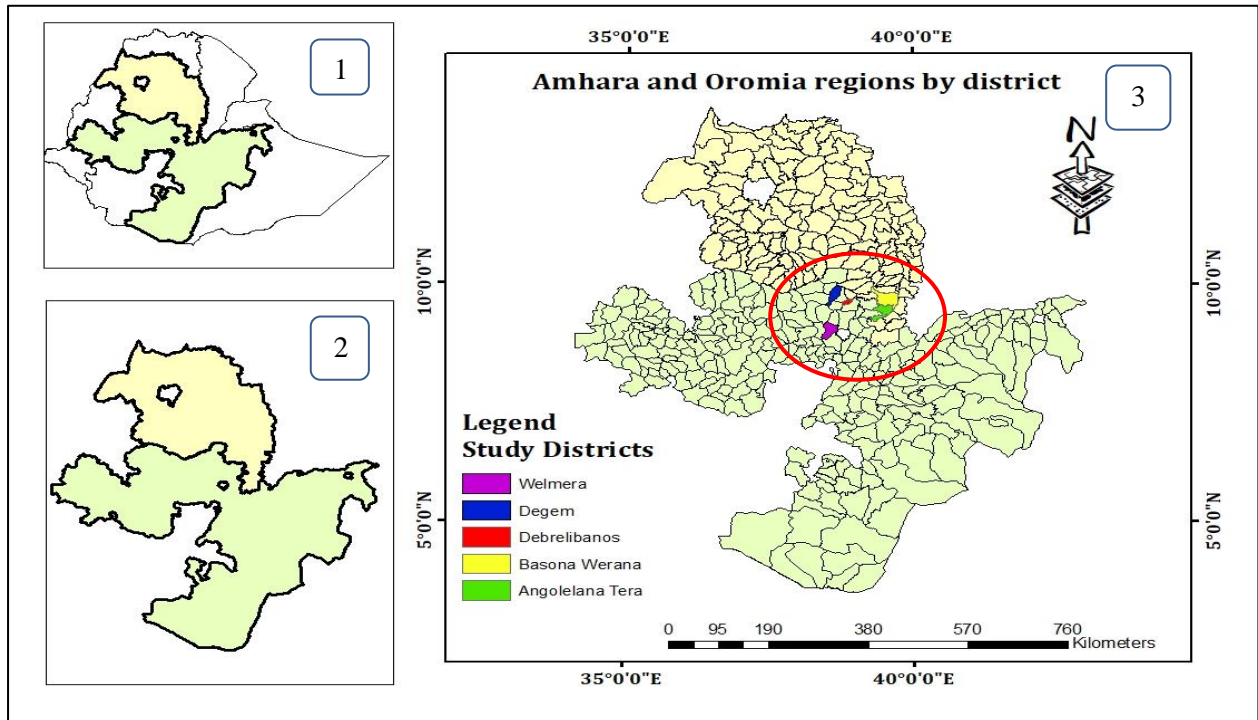 1
2
3
35°0'0"E
40°0'0"E
Amhara and Oromia regions by district
N
10°0'0"N
10°0'0"N
5°0'0"N
5°0'0"N
Legend
Study Districts
Welmera
Degem
Debrelibanos
Basona Werana
Angolelana Tera
0 95 190 380 570 760
Kilometers
35°0'0"E
40°0'0"E